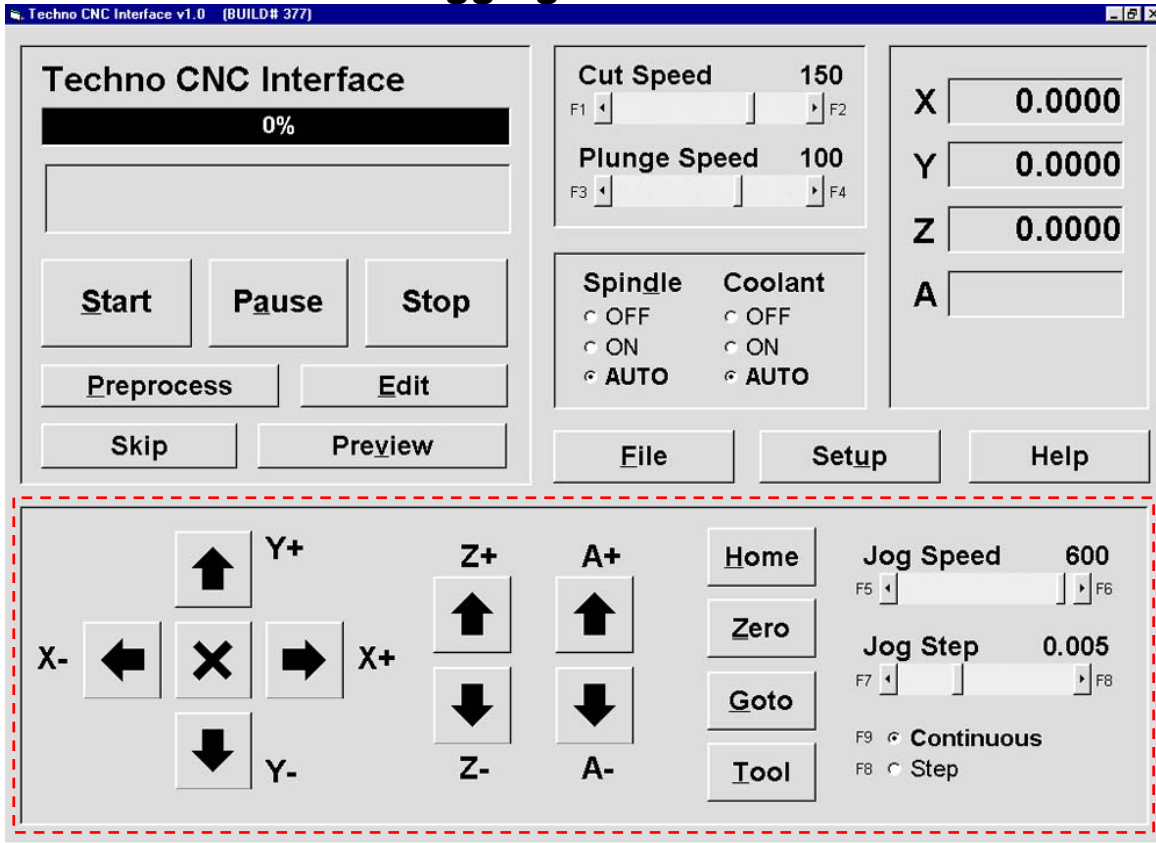 Techno CNC Interface v1.0 (BUILD# 377)
Techno CNC Interface
0%
Start Pause Stop
Preprocess Edit
Skip Preview
Cut Speed 150
F1 F2
Plunge Speed 100
F3 F4
Spindle Coolant
OFF OFF
ON ON
AUTO AUTO
X 0.0000
Y 0.0000
Z 0.0000
A
File Setup Help
Y+
X- X+
Y-
Z+ A+
Z- A-
Home
Zero
Goto
Tool
Jog Speed 600
F5 F6
Jog Step 0.005
F7 F8
F9 Continuous
F8 Step